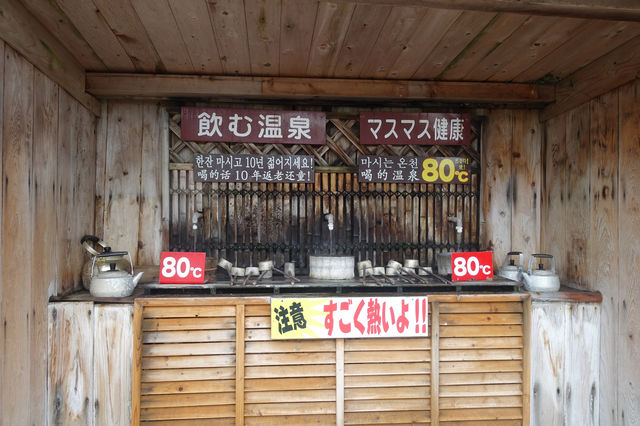 飲む温泉
マスマス健康
한잔 마시고 10년 젊어지세요!
喝的话 10 年返老还童!
마시는 온천
喝的温泉
80℃
80℃
80℃
注意 すごく熱いよ!!